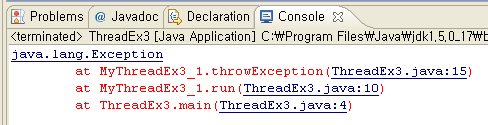 Problems @ Javadoc Declaration Console
<terminated> ThreadEx3 [Java Application] C:₩Program Files₩Java₩jdk1,5,0_17₩b
java.lang.Exception
at MyThreadEx3_1.throwException(ThreadEx3.java:15)
at MyThreadEx3_1.run(ThreadEx3.java:10)
at ThreadEx3.main(ThreadEx3.java:4)